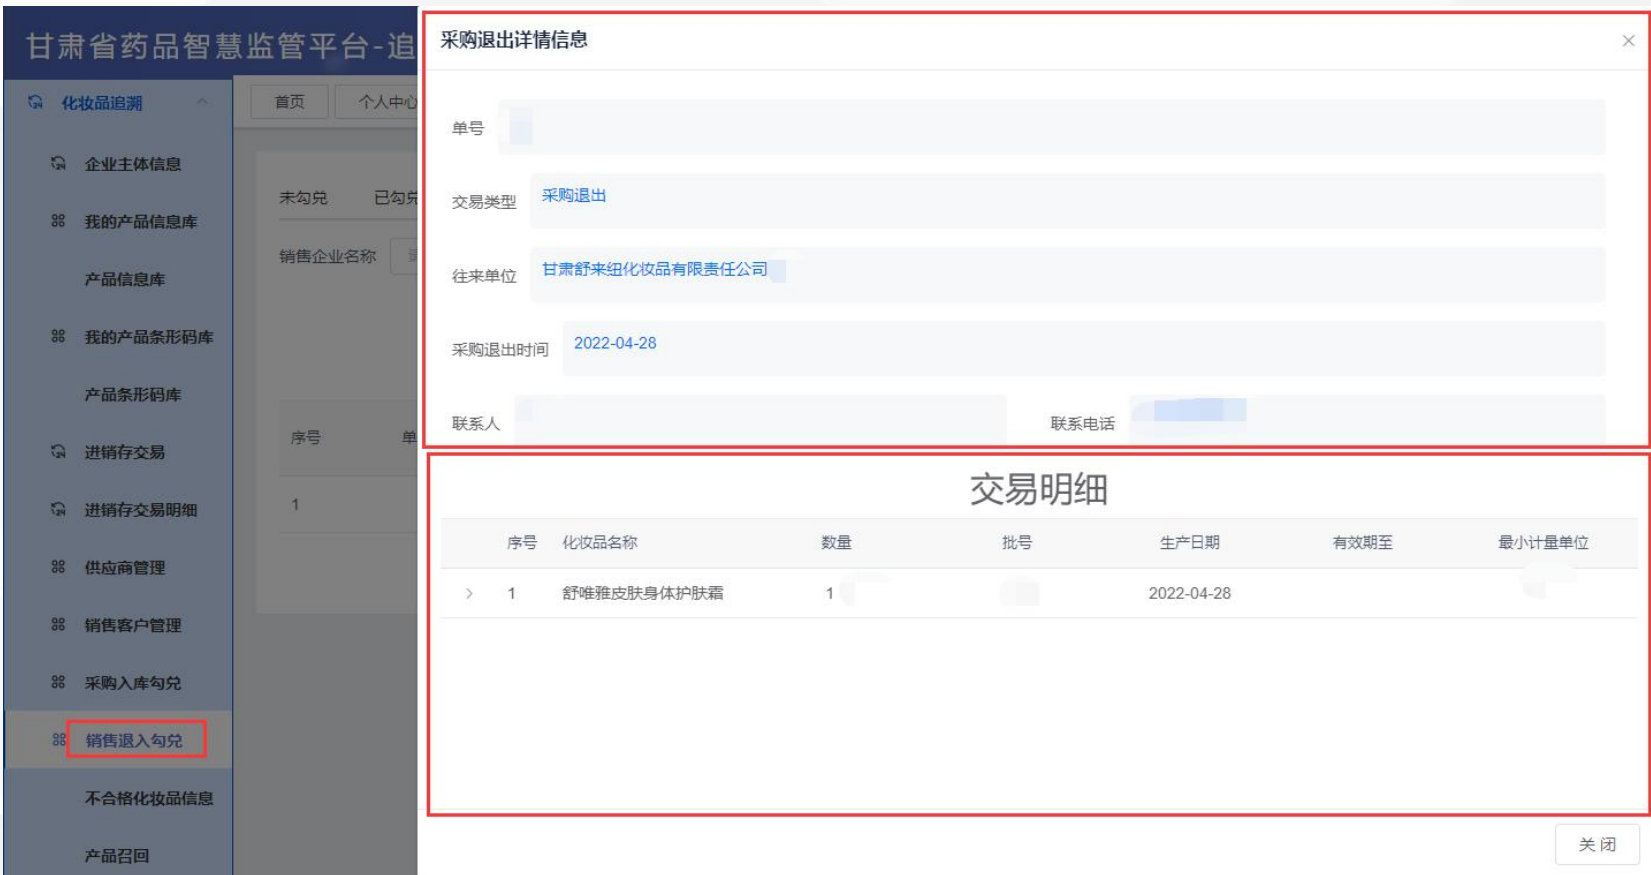 甘肃省药品智慧监管平台-追
化妆品追溯
企业主体信息
我的产品信息库
产品信息库
我的产品条形码库
产品条形码库
进销存交易
进销存交易明细
供应商管理
销售客户管理
采购入库勾兑
销售退入勾兑
不合格化妆品信息
产品召回
首页 个人中心
未勾兑 已勾兑
销售企业名称
序号 单
1
采购退出详情信息
单号
交易类型 采购退出
往来单位 甘肃舒来纽化妆品有限责任公司
采购退出时间 2022-04-28
联系人 联系电话
交易明细
序号 化妆品名称 数量 批号 生产日期 有效期至 最小计量单位
1 舒唯雅皮肤身体护肤霜 1 2022-04-28
关 闭